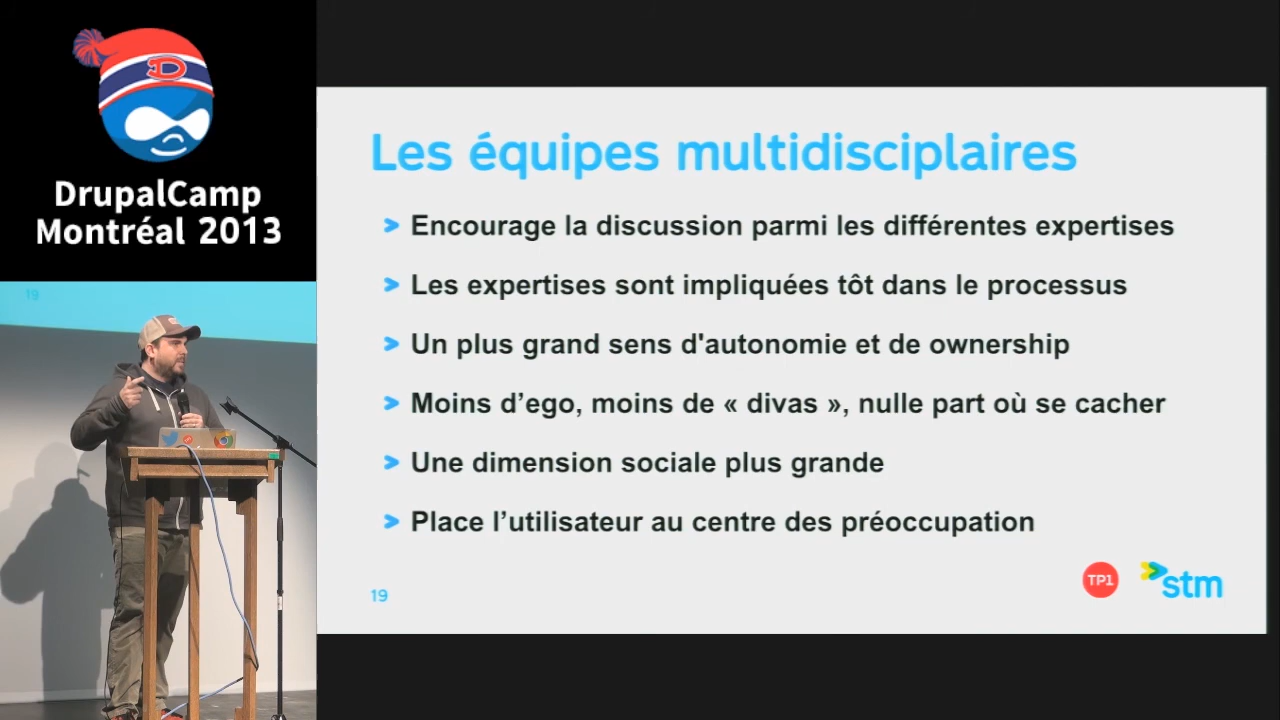 DrupalCamp
Montréal 2013
19
Les équipes multidisciplaires
Encourage la discussion parmi les différentes expertises
Les expertises sont impliquées tôt dans le processus
Un plus grand sens d'autonomie et de ownership
Moins d’ego, moins de « divas », nulle part où se cacher
Une dimension sociale plus grande
Place l’utilisateur au centre des préoccupation
19
TP1
stm